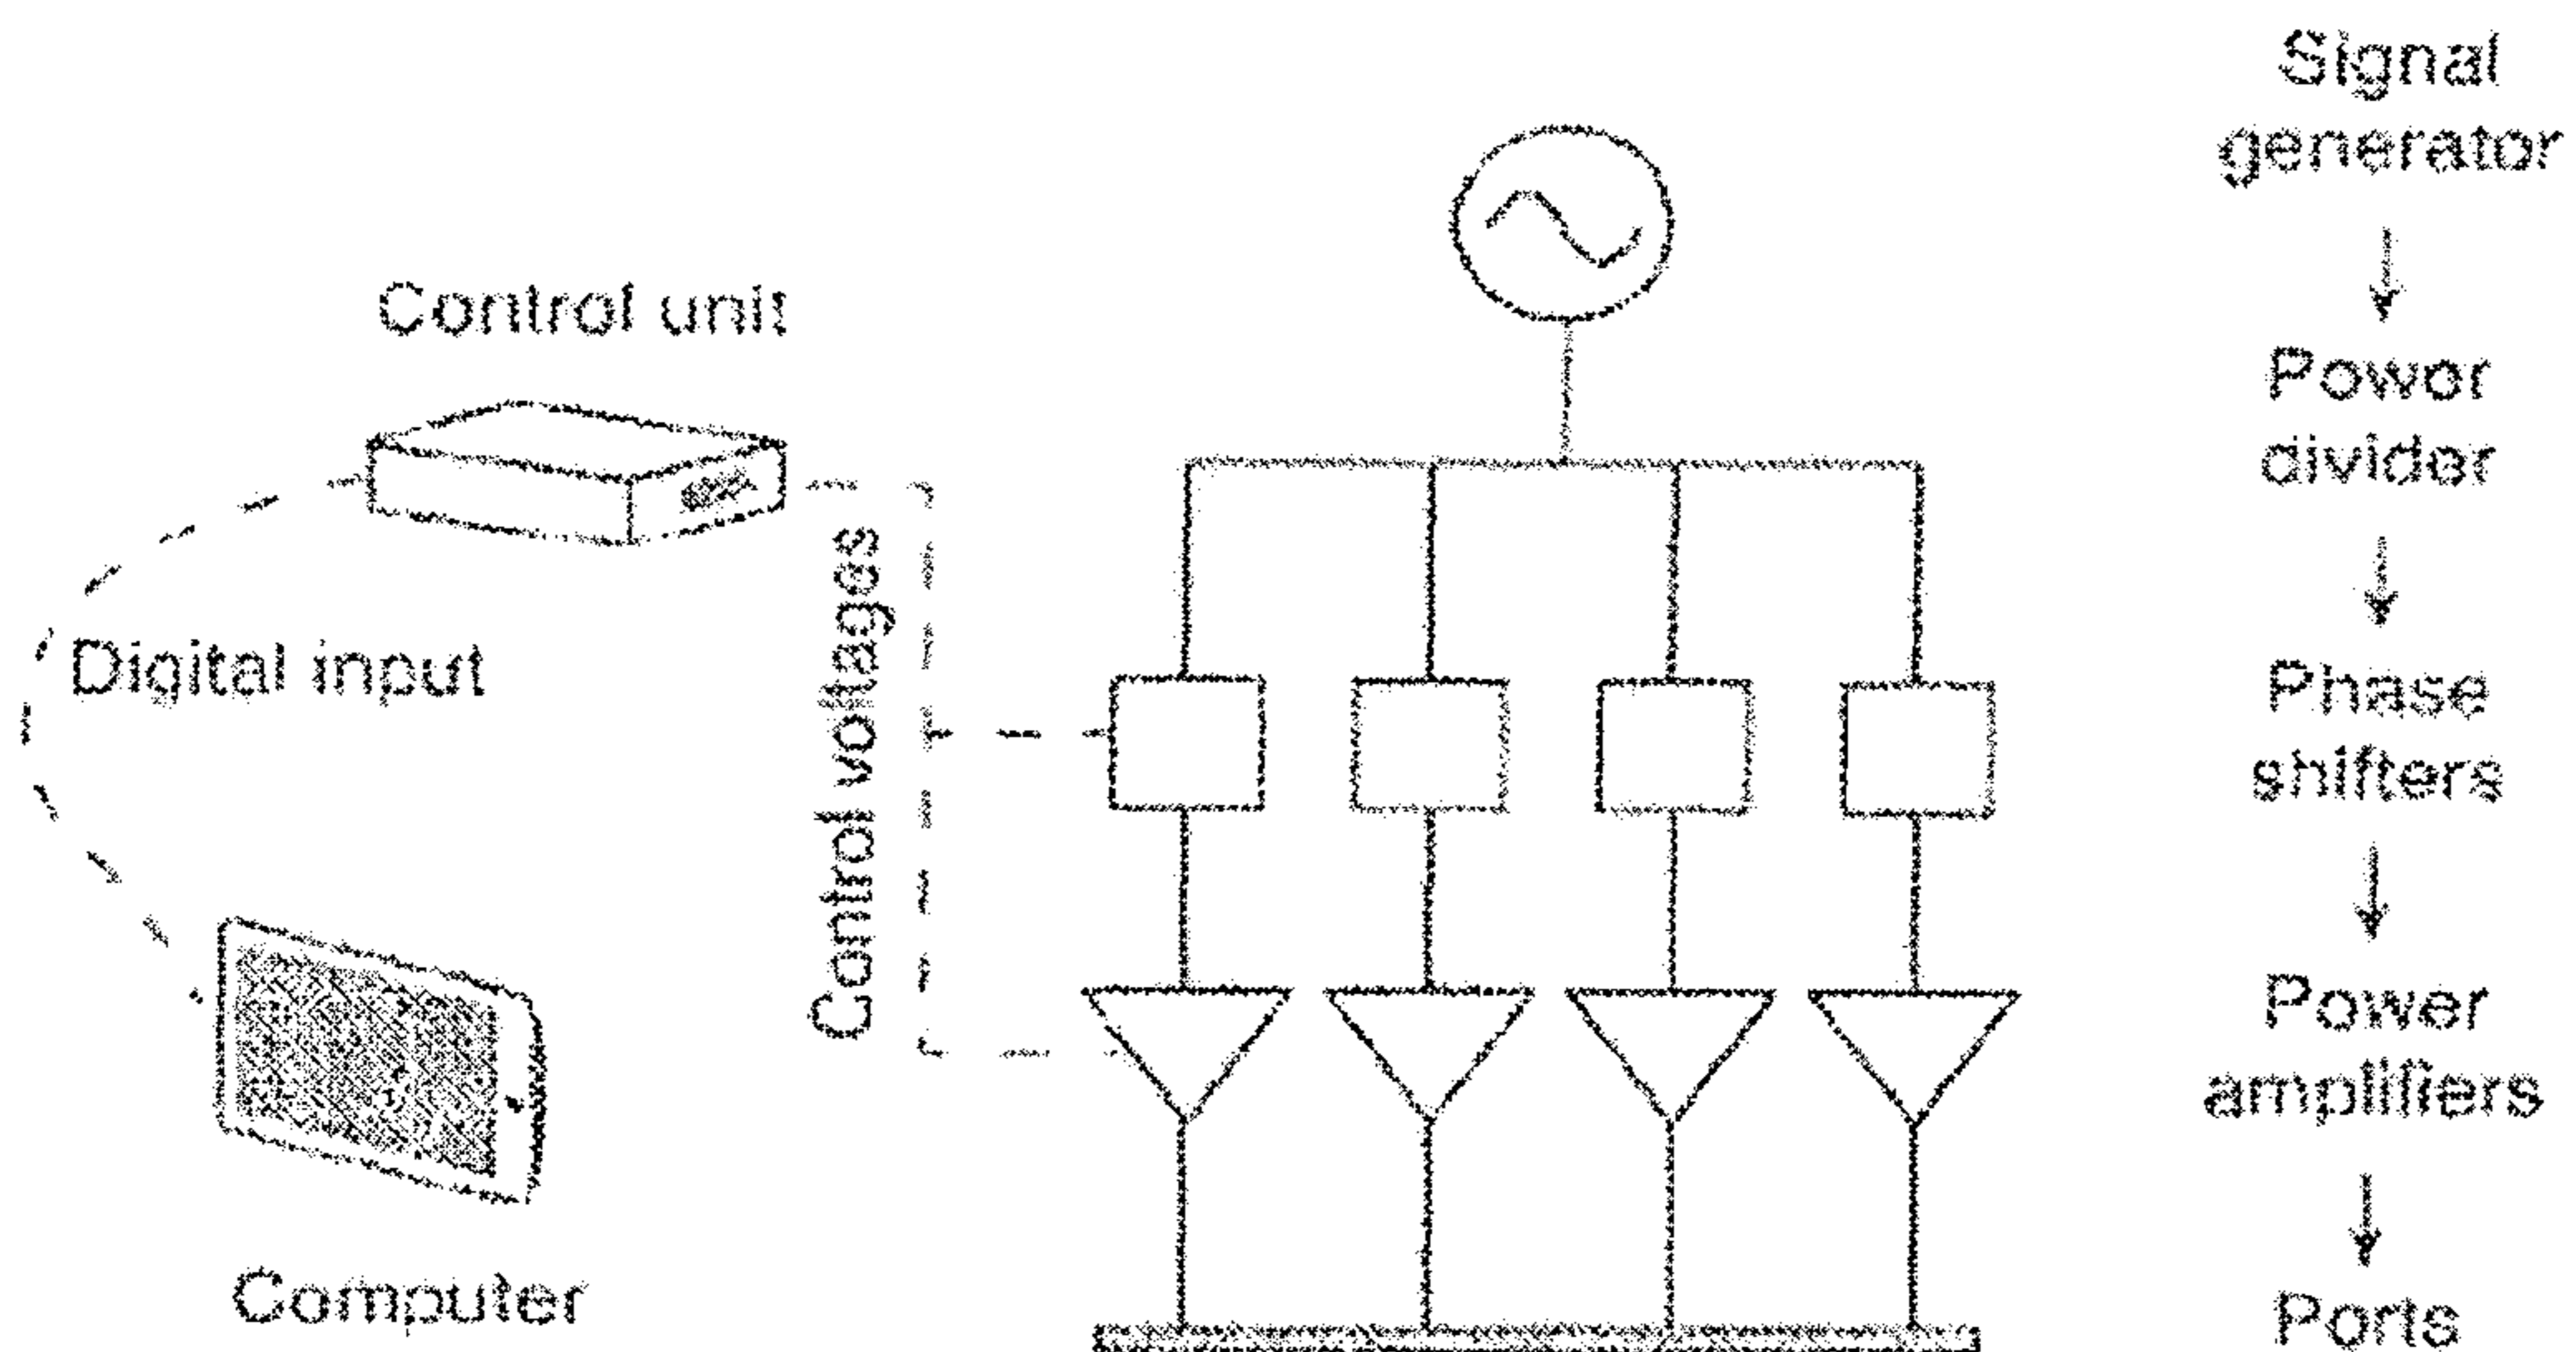 Signal
generator
Control unit
Power
divider
Digital input
Control voltages
Phase
shifters
Power
amplifiers
Computer
Ports